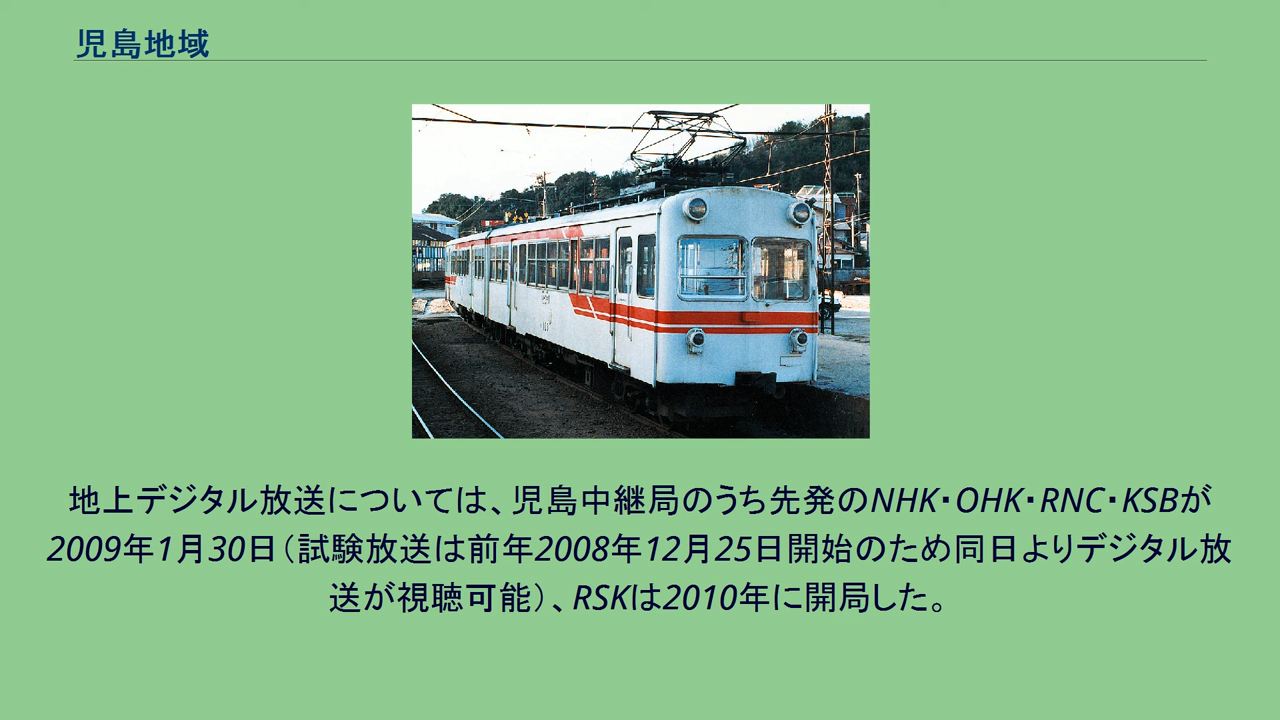 児島地域
地上デジタル放送については、児島中継局のうち先発のNHK・OHK・RNC・KSBが
2009年1月30日（試験放送は前年2008年12月25日開始のため同日よりデジタル放
送が視聴可能）、RSKは2010年に開局した。